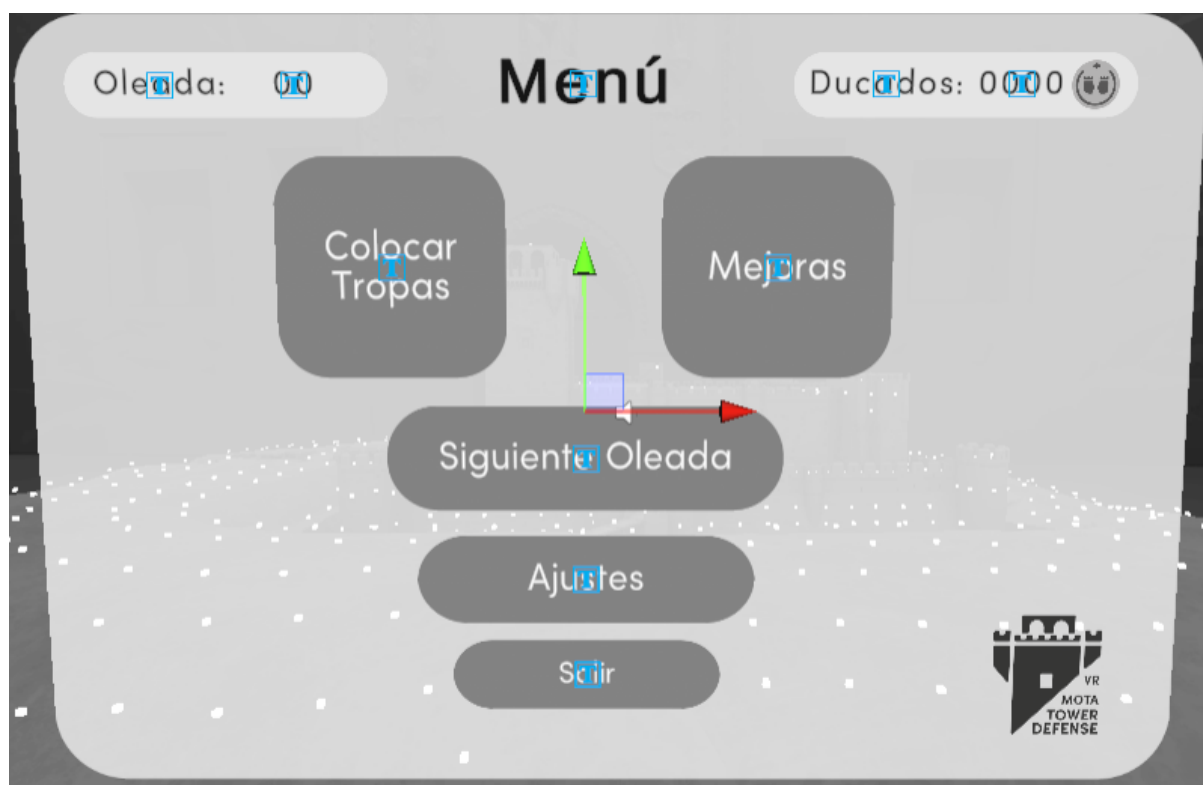 Oleada: 00
Menú
Ducados: 0000
Colocar
Tropas
Mejoras
Siguiente Oleada
Ajustes
Salir
VR
MOTA
TOWER
DEFENSE